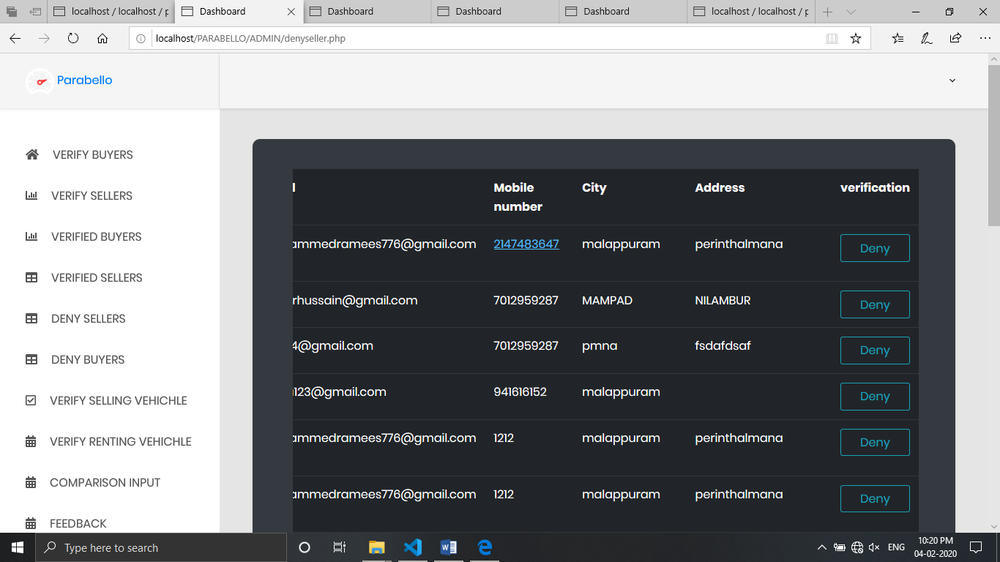 localhost / localhost / p
Dashboard
Dashboard
Dashboard
Dashboard
localhost / localhost / p
localhost/PARABELLO/ADMIN/denyseller.php
Parabello
VERIFY BUYERS
VERIFY SELLERS
VERIFIED BUYERS
VERIFIED SELLERS
DENY SELLERS
DENY BUYERS
VERIFY SELLING VEHICHLE
VERIFY RENTING VEHICHLE
COMPARISON INPUT
FEEDBACK
l Mobile number City Address verification
ammedramees776@gmail.com 2147483647 malappuram perinthalmana Deny
rhussain@gmail.com 7012959287 MAMPAD NILAMBUR Deny
4@gmail.com 7012959287 pmna fsdafdsaf Deny
123@gmail.com 941616152 malappuram Deny
ammedramees776@gmail.com 1212 malappuram perinthalmana Deny
ammedramees776@gmail.com 1212 malappuram perinthalmana Deny
Type here to search
ENG
10:20 PM
04-02-2020